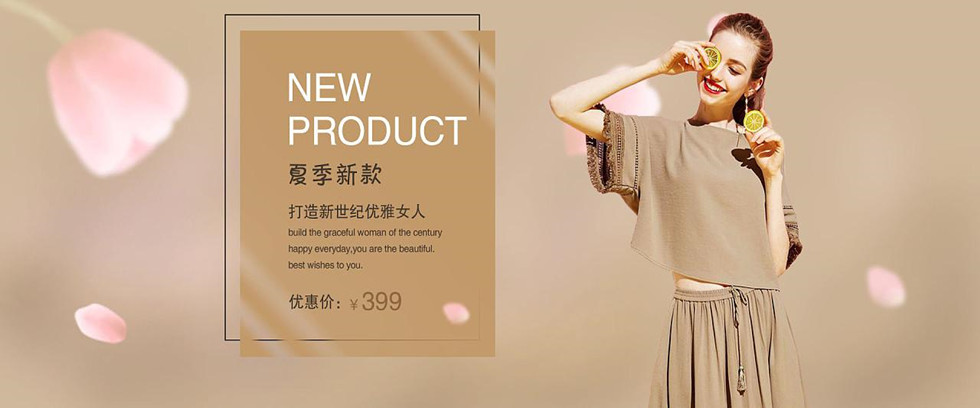 NEW
PRODUCT
夏季新款
打造新世纪优雅女人
build the graceful woman of the century
happy everyday,you are the beautiful.
best wishes to you.
优惠价：￥399